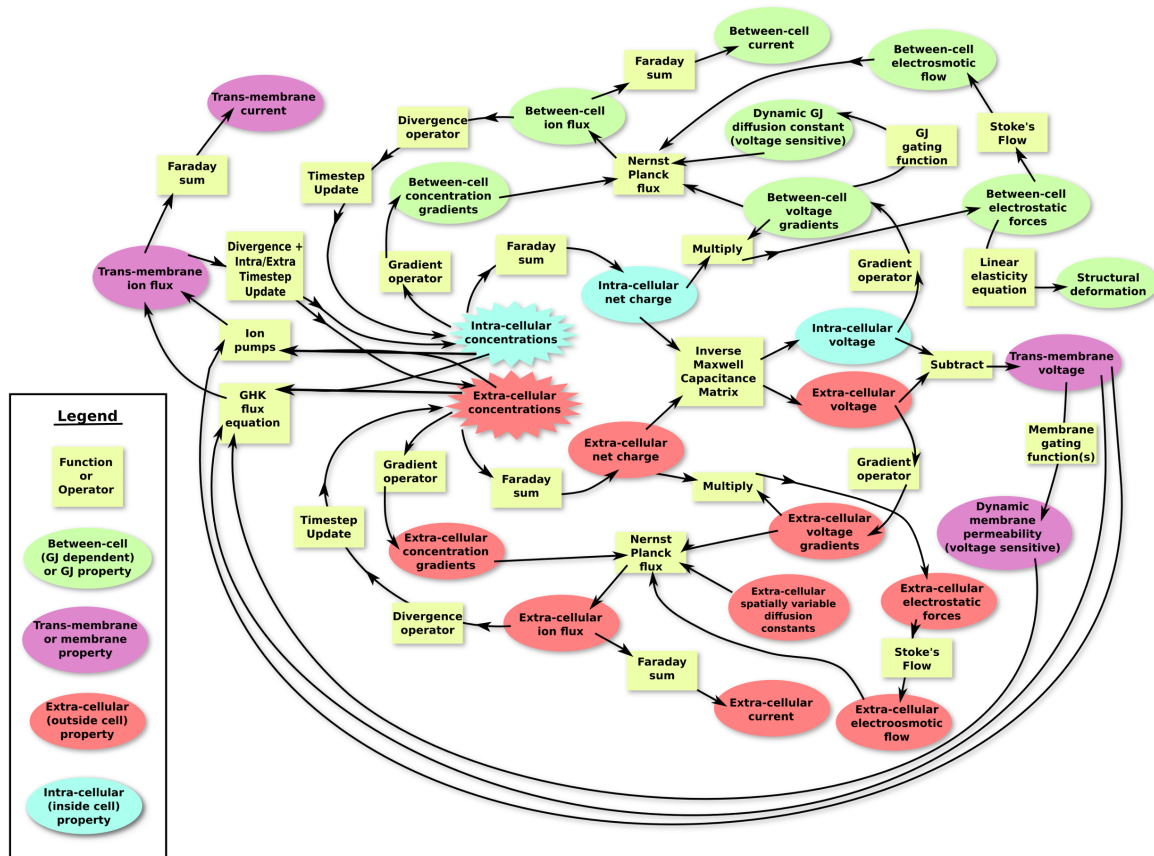 Between-cell
current
Faraday
sum
Between-cell
electrosmotic
flow
Trans-membrane
current
Between-cell
ion flux
Divergence
operator
Dynamic GJ
diffusion constant
(voltage sensitive)
GJ
gating
function
Stoke's
Flow
Faraday
sum
Timestep
Update
Nernst
Planck
flux
Between-cell
concentration
gradients
Between-cell
voltage
gradients
Between-cell
electrostatic
forces
Trans-membrane
ion flux
Divergence +
Intra/Extra
Timestep
Update
Gradient
operator
Faraday
sum
Multiply
Gradient
operator
Linear
elasticity
equation
Structural
deformation
Intra-cellular
net charge
Ion
pumps
Intra-cellular
concentrations
Inverse
Maxwell
Capacitance
Matrix
Intra-cellular
voltage
Subtract
Trans-membrane
voltage
GHK
flux
equation
Extra-cellular
concentrations
Extra-cellular
voltage
Extra-cellular
net charge
Membrane
gating
function(s)
Gradient
operator
Faraday
sum
Multiply
Gradient
operator
Timestep
Update
Extra-cellular
concentration
gradients
Nernst
Planck
flux
Extra-cellular
voltage
gradients
Dynamic
membrane
permeability
(voltage sensitive)
Divergence
operator
Extra-cellular
ion flux
Extra-cellular
spatially variable
diffusion
constants
Extra-cellular
electrostatic
forces
Faraday
sum
Stoke's
Flow
Extra-cellular
current
Extra-cellular
electroosmotic
flow
Legend
Function
or
Operator
Between-cell
(GJ dependent)
or GJ property
Trans-membrane
or membrane
property
Extra-cellular
(outside cell)
property
Intra-cellular
(inside cell)
property